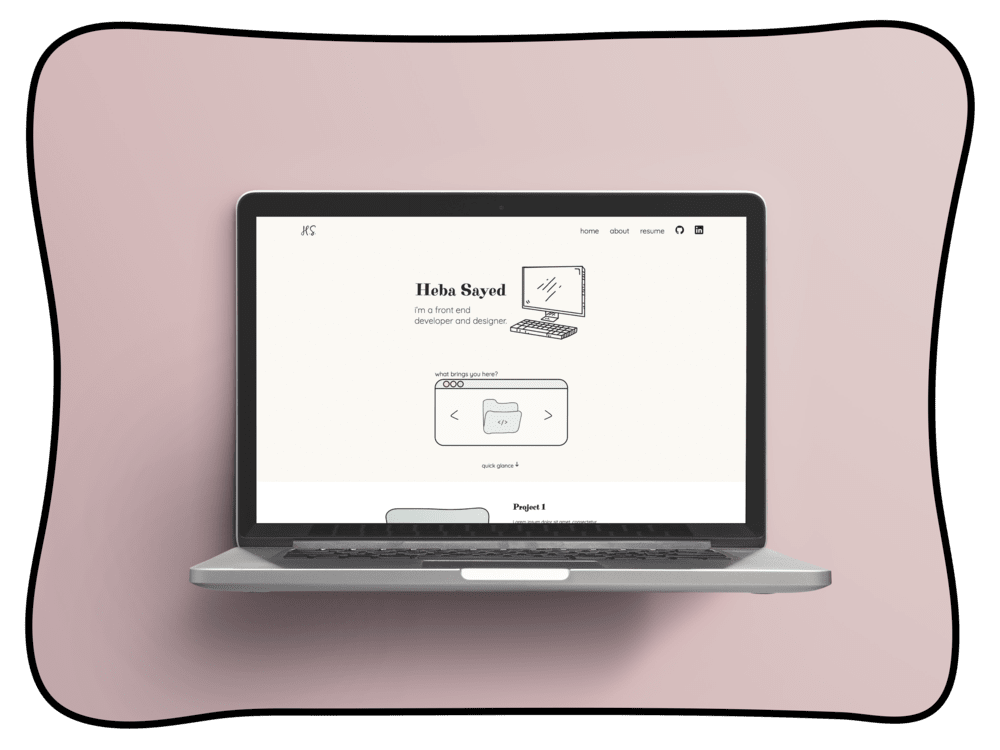 HS
home about resume
Heba Sayed
i'm a front end
developer and designer.
what brings you here?
< </> >
quick glance ↓
Project 1
Lorem ipsum dolor sit amet, consectetur